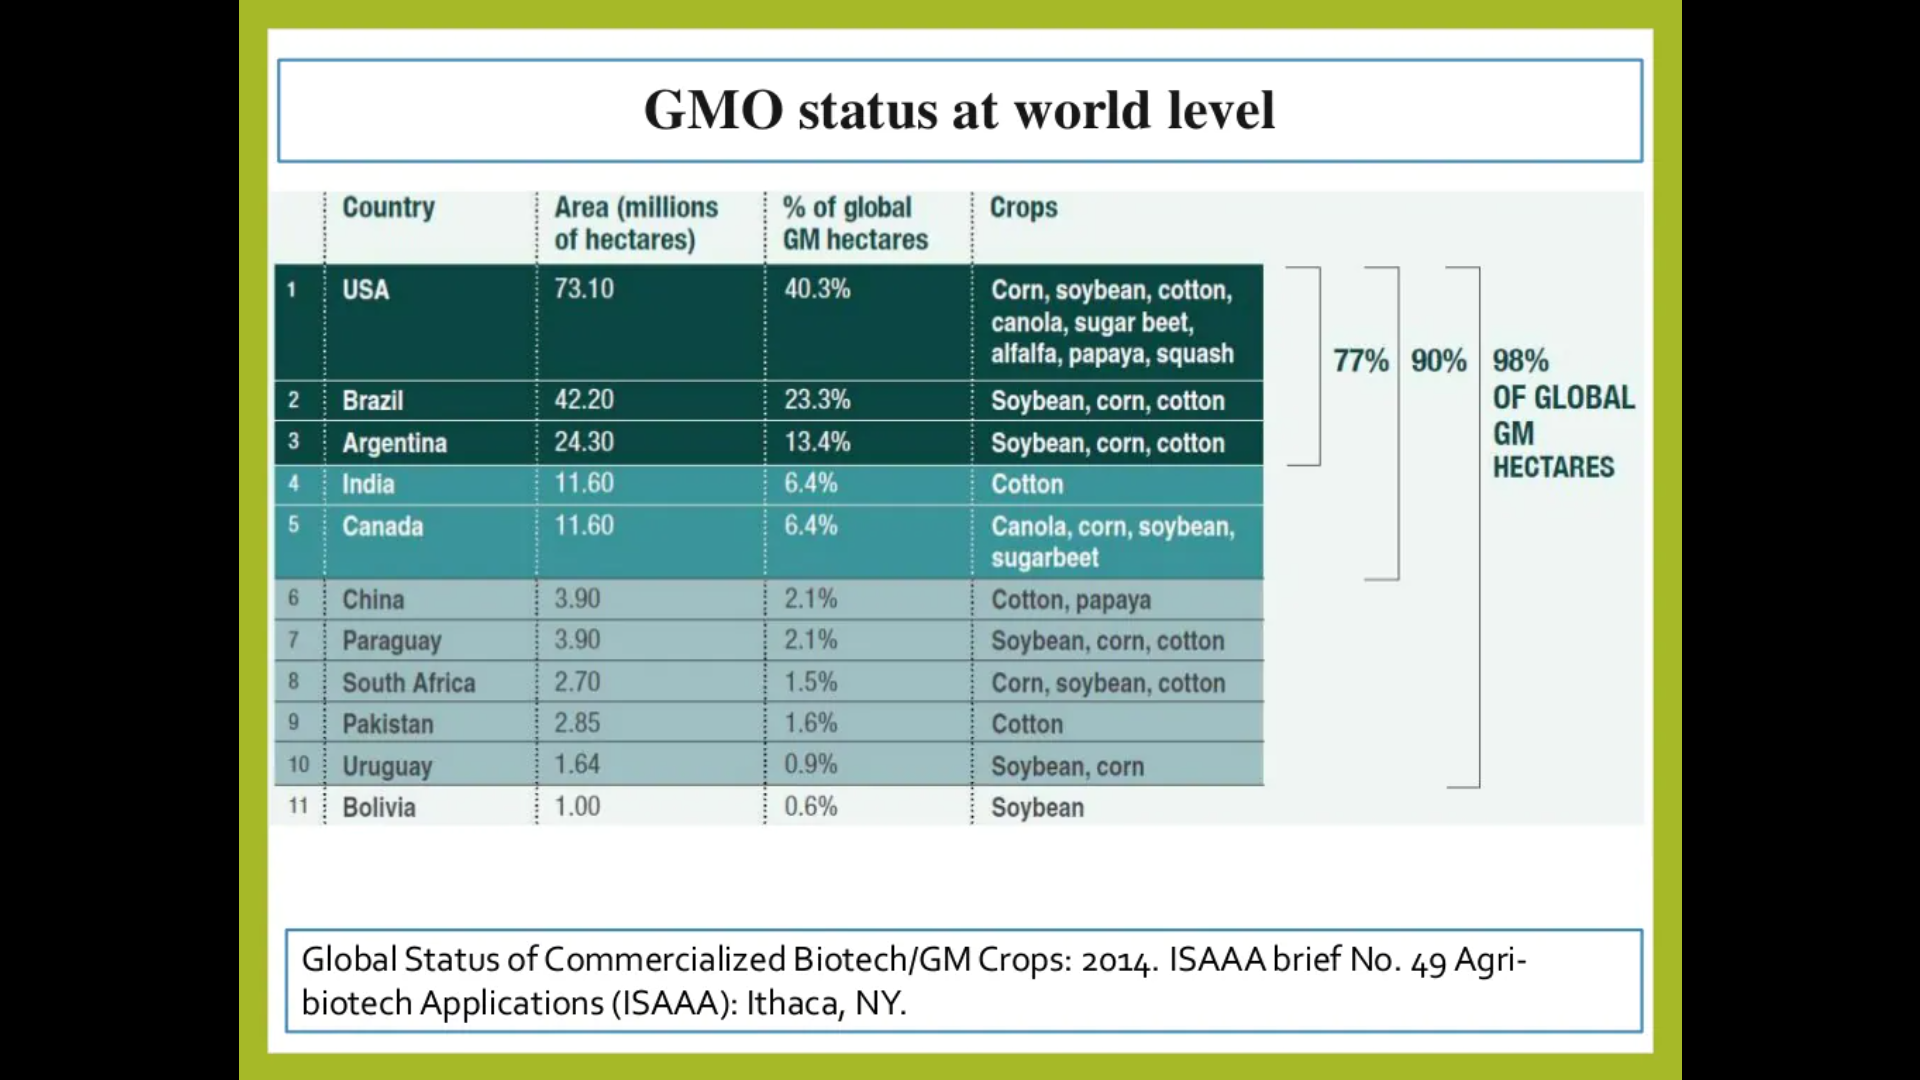 GMO status at world level
Country Area (millions of hectares) % of global GM hectares Crops
1 USA 73.10 40.3% Corn, soybean, cotton,
canola, sugar beet,
alfalfa, papaya, squash
2 Brazil 42.20 23.3% Soybean, corn, cotton
3 Argentina 24.30 13.4% Soybean, corn, cotton
4 India 11.60 6.4% Cotton
5 Canada 11.60 6.4% Canola, corn, soybean,
sugarbeet
6 China 3.90 2.1% Cotton, papaya
7 Paraguay 3.90 2.1% Soybean, corn, cotton
8 South Africa 2.70 1.5% Corn, soybean, cotton
9 Pakistan 2.85 1.6% Cotton
10 Uruguay 1.64 0.9% Soybean, corn
11 Bolivia 1.00 0.6% Soybean
77% 90% 98%
OF GLOBAL
GM
HECTARES
Global Status of Commercialized Biotech/GM Crops: 2014. ISAAA brief No. 49 Agri-
biotech Applications (ISAAA): Ithaca, NY.